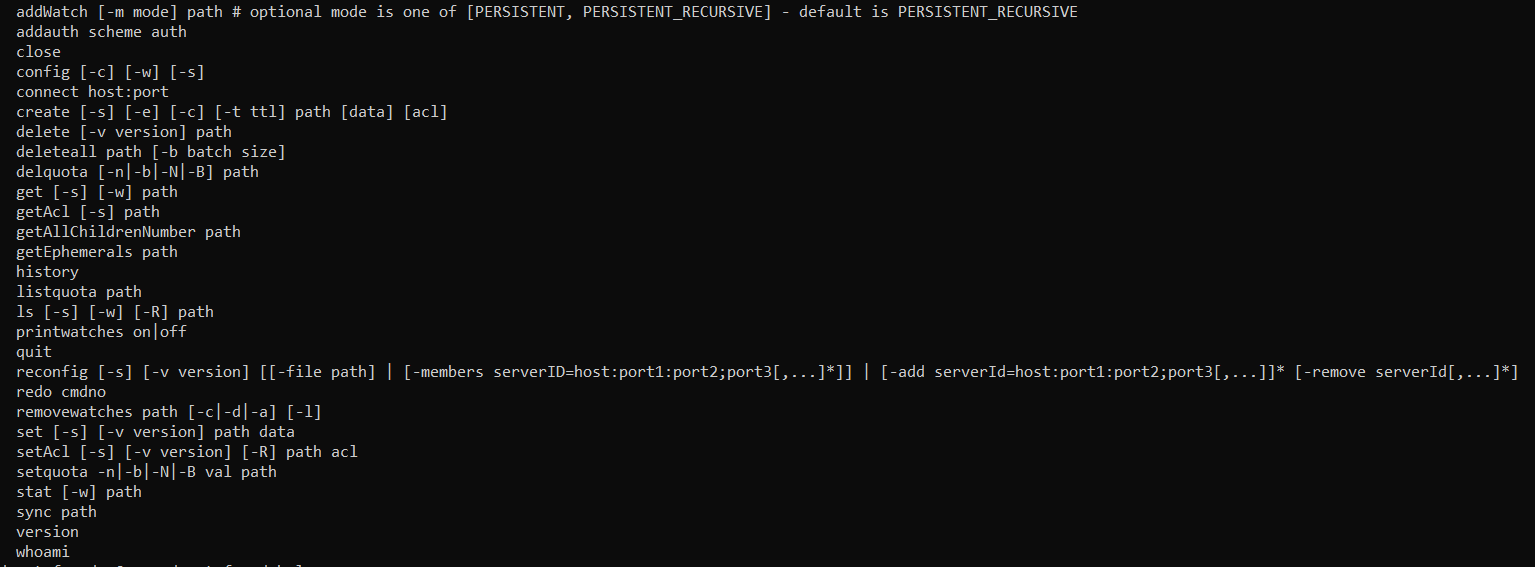 addWatch [-m mode] path # optional mode is one of [PERSISTENT, PERSISTENT_RECURSIVE] - default is PERSISTENT_RECURSIVE
addauth scheme auth
close
config [-c] [-w] [-s]
connect host:port
create [-s] [-e] [-c] [-t ttl] path [data] [acl]
delete [-v version] path
deleteall path [-b batch size]
delquota [-n|-b|-N|-B] path
get [-s] [-w] path
getAcl [-s] path
getAllChildrenNumber path
getEphemerals path
history
listquota path
ls [-s] [-w] [-R] path
printwatches on|off
quit
reconfig [-s] [-v version] [[-file path] | [-members serverID=host:port1:port2;port3[,...]*]] | [-add serverId=host:port1:port2;port3[,...]]* [-remove serverId[,...]*]
redo cmdno
removewatches path [-c|-d|-a] [-l]
set [-s] [-v version] path data
setAcl [-s] [-v version] [-R] path acl
setquota -n|-b|-N|-B val path
stat [-w] path
sync path
version
whoami